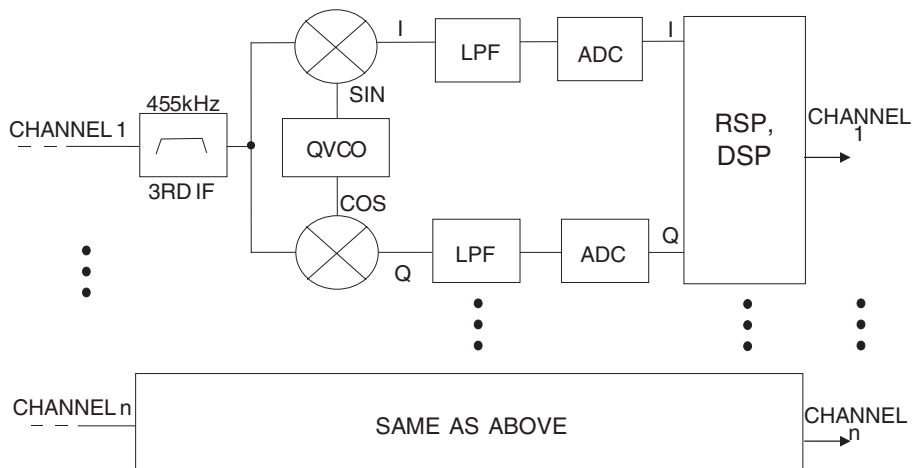 I
LPF
ADC
I
455kHz
SIN
CHANNEL 1
QVCO
RSP,
DSP
CHANNEL
1
3RD IF
COS
Q
LPF
ADC
Q
CHANNEL n
SAME AS ABOVE
CHANNEL
n